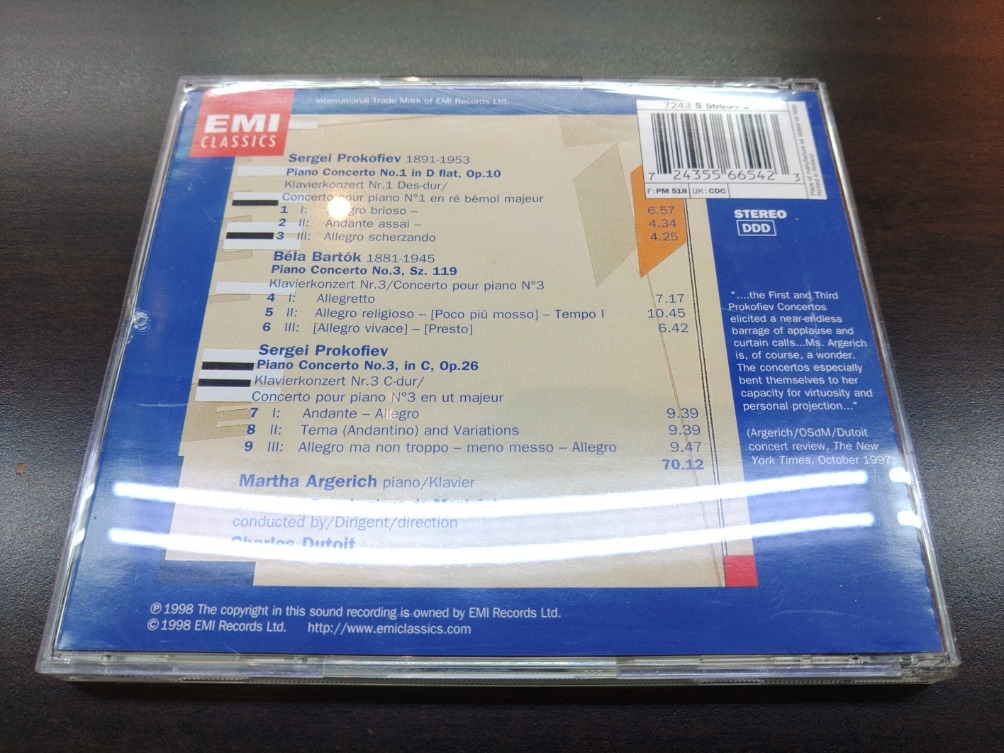 EMI
CLASSICS
International Trade Mark of EMI Records Ltd.
7243 5
7 24355 66542 3
F: PM 518 UK: CDC
STEREO
DDD
Sergei Prokofiev 1891-1953
Piano Concerto No.1 in D flat, Op.10
Klavierkonzert Nr.1 Des-dur/
Concerto pour piano N°1 en ré bémol majeur
1 I: Allegro brioso – 6.57
2 II: Andante assai – 4.34
3 III: Allegro scherzando 4.25
Béla Bartók 1881-1945
Piano Concerto No.3, Sz. 119
Klavierkonzert Nr.3/Concerto pour piano N°3
4 I: Allegretto 7.17
5 II: Allegro religioso – [Poco più mosso] – Tempo I 10.45
6 III: [Allegro vivace] – [Presto] 6.42
Sergei Prokofiev
Piano Concerto No.3, in C, Op.26
Klavierkonzert Nr.3 C-dur/
Concerto pour piano N°3 en ut majeur
7 I: Andante – Allegro 9.39
8 II: Tema (Andantino) and Variations 9.39
9 III: Allegro ma non troppo – meno messo – Allegro 9.47
70.12
Martha Argerich piano/Klavier
conducted by/Dirigent/direction
Charles Dutoit
"....the First and Third
Prokofiev Concertos
elicited a near-endless
barrage of applause and
curtain calls...Ms. Argerich
is, of course, a wonder.
The concertos especially
bent themselves to her
capacity for virtuosity and
personal projection..."
(Argerich/OSdM/Dutoit
concert review, The New
York Times, October 1997)
℗ 1998 The copyright in this sound recording is owned by EMI Records Ltd.
© 1998 EMI Records Ltd. http://www.emiclassics.com